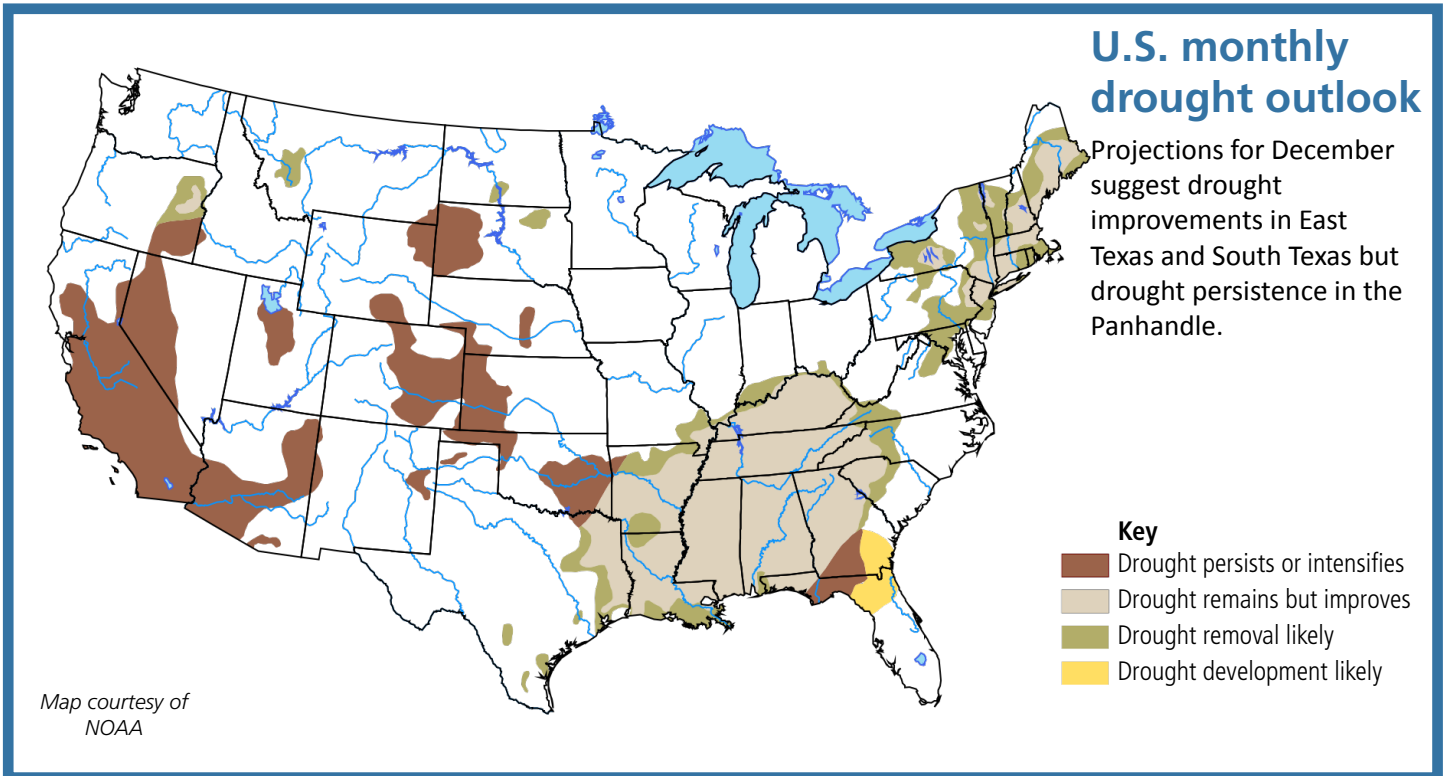 U.S. monthly
drought outlook
Projections for December
suggest drought
improvements in East
Texas and South Texas but
drought persistence in the
Panhandle.
Key
Drought persists or intensifies
Drought remains but improves
Drought removal likely
Drought development likely
Map courtesy of
NOAA